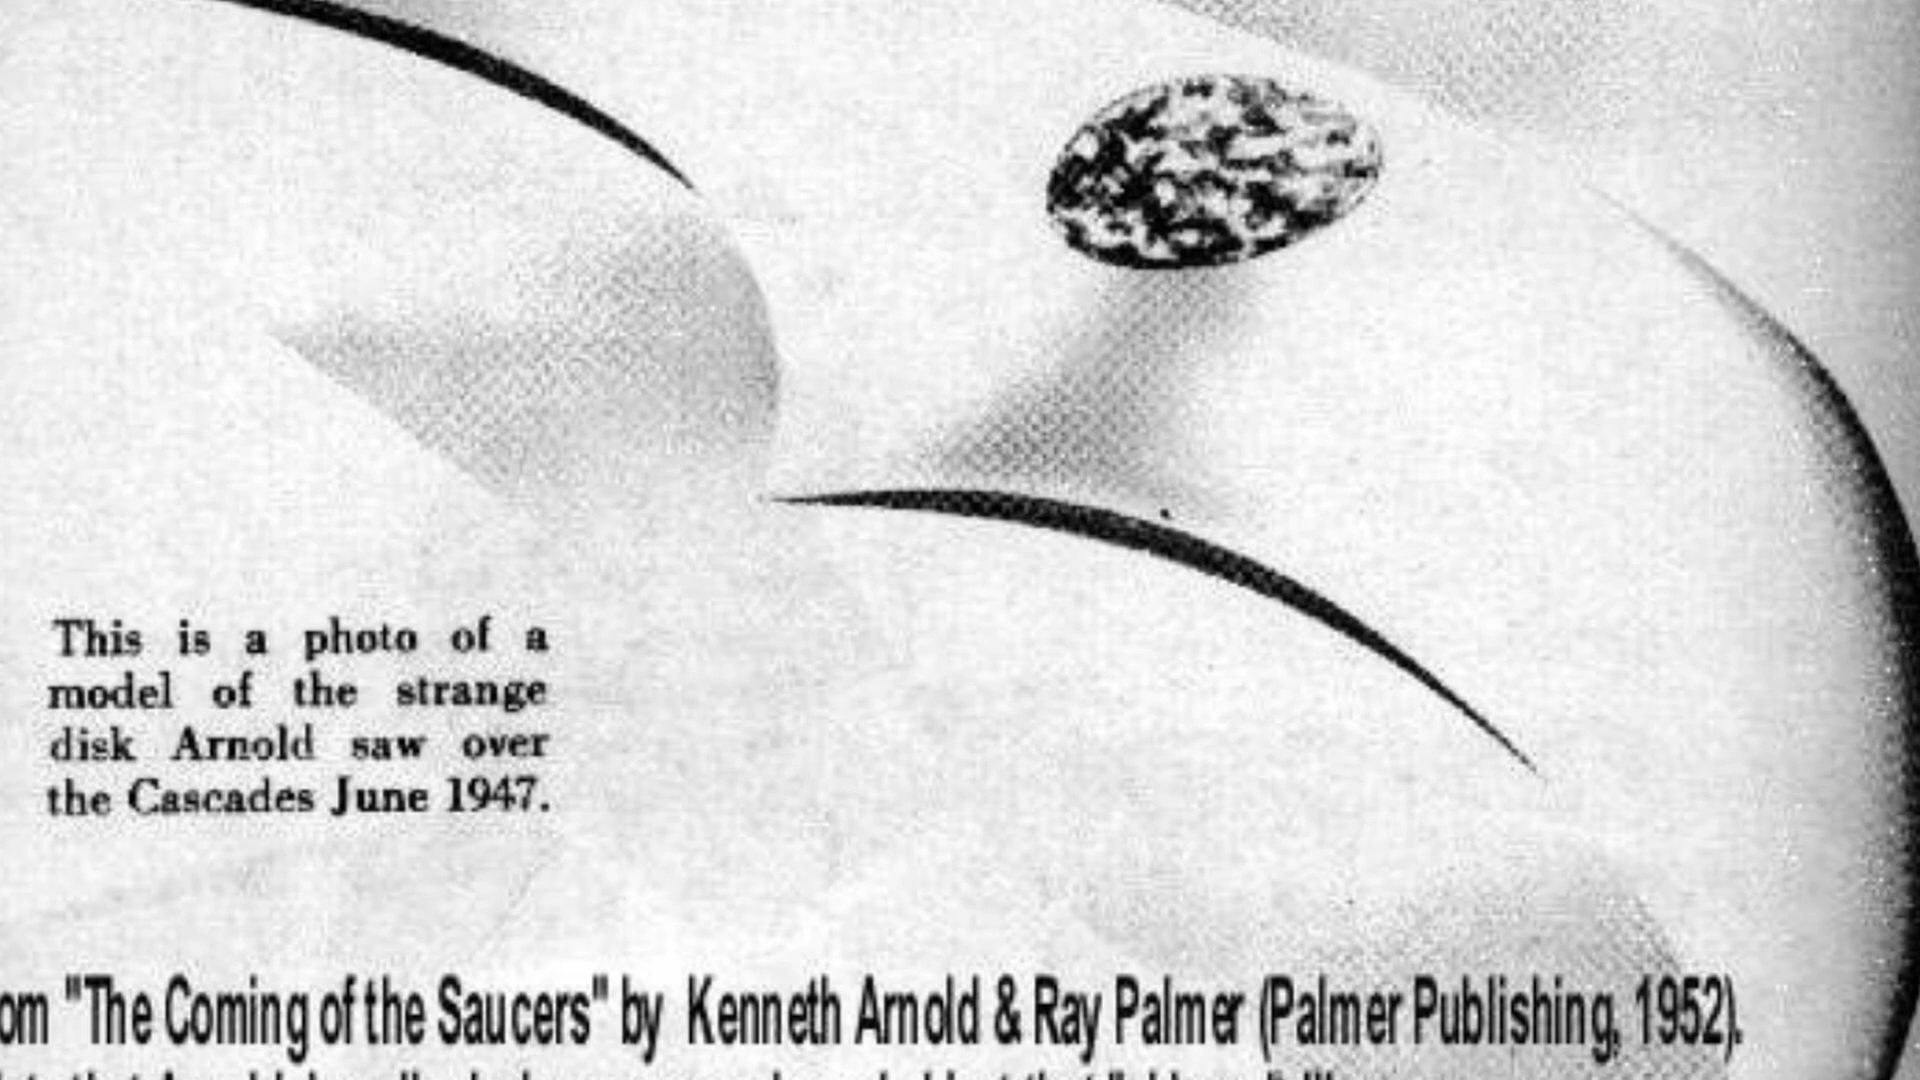 This is a photo of a
model of the strange
disk Arnold saw over
the Cascades June 1947.
om "The Coming of the Saucers" by Kenneth Arnold & Ray Palmer (Palmer Publishing, 1952).